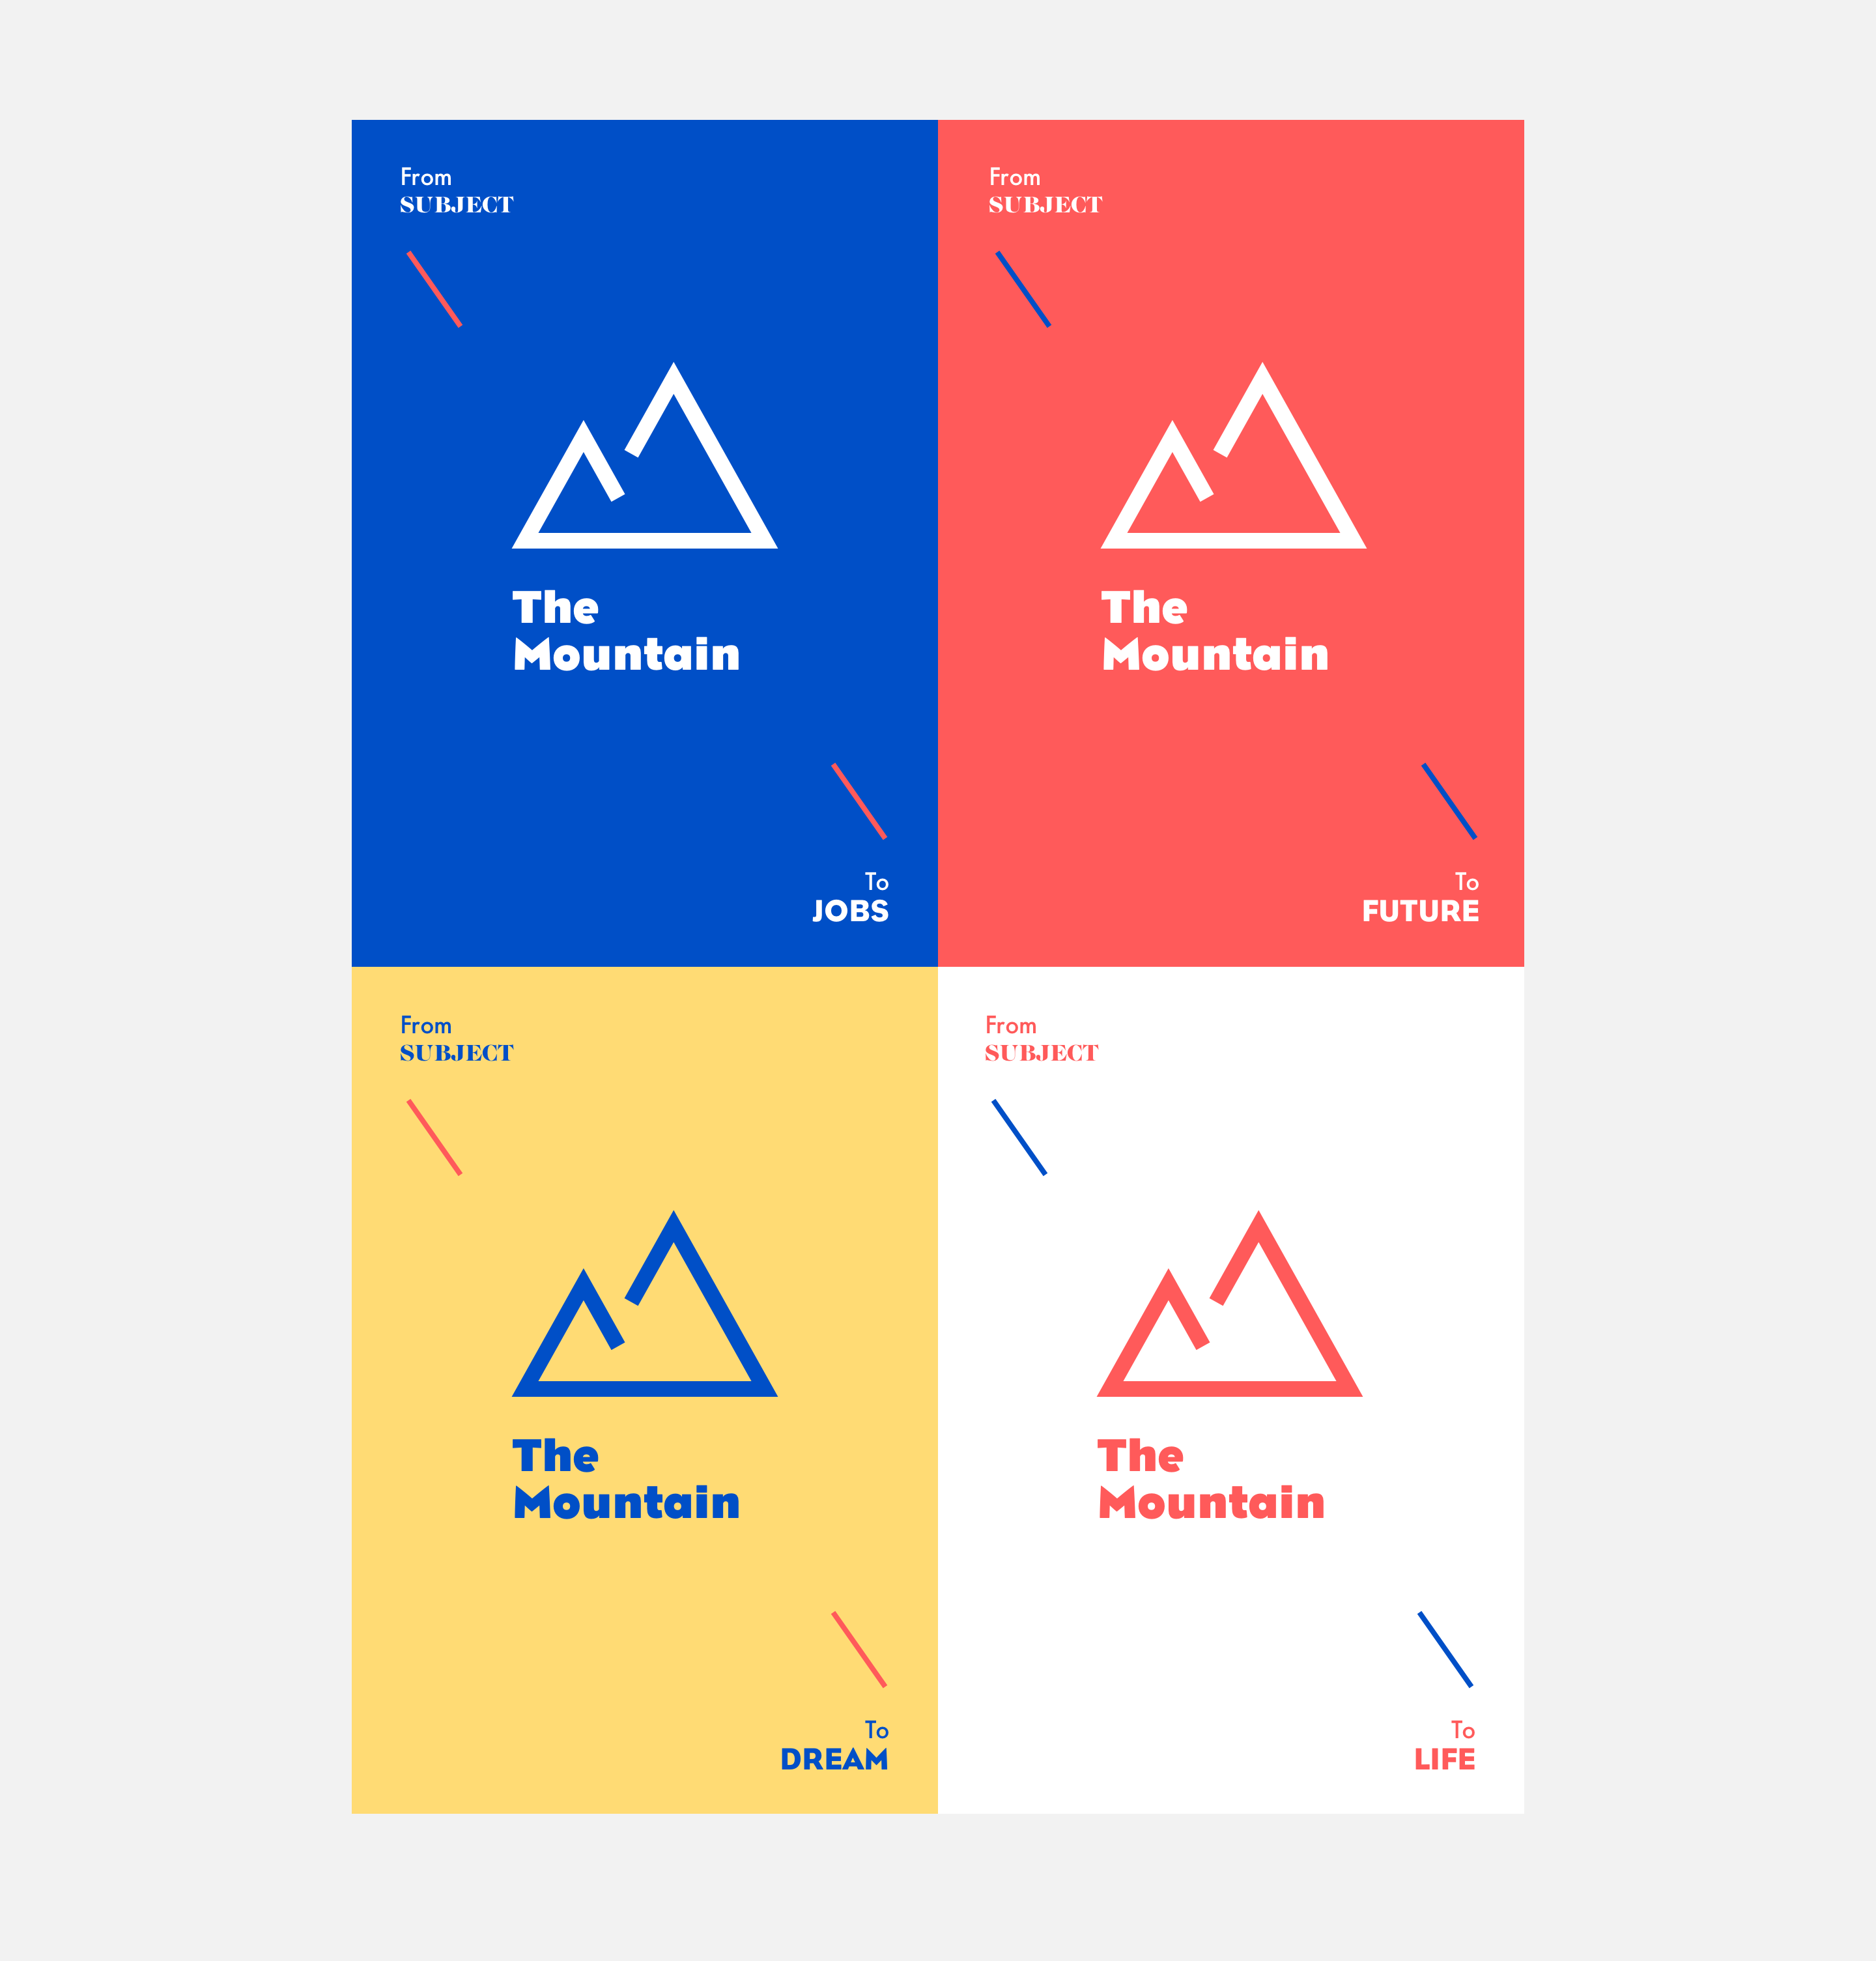 From
SUBJECT
The
Mountain
To
JOBS
From
SUBJECT
The
Mountain
To
FUTURE
From
SUBJECT
The
Mountain
To
DREAM
From
SUBJECT
The
Mountain
To
LIFE